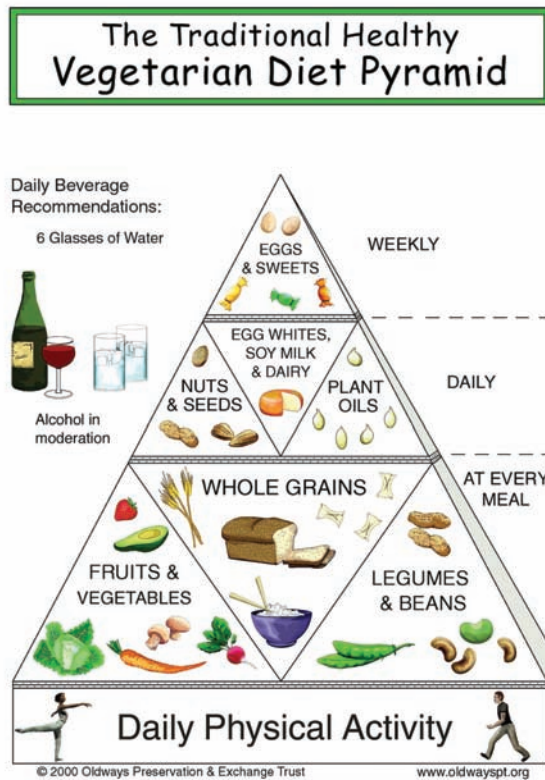 The Traditional Healthy
Vegetarian Diet Pyramid
Daily Beverage
Recommendations:
6 Glasses of Water
Alcohol in
moderation
EGGS
& SWEETS
WEEKLY
EGG WHITES,
SOY MILK
& DAIRY
NUTS
& SEEDS
PLANT
OILS
DAILY
WHOLE GRAINS
AT EVERY
MEAL
FRUITS &
VEGETABLES
LEGUMES
& BEANS
Daily Physical Activity
© 2000 Oldways Preservation & Exchange Trust
www.oldwayspt.org